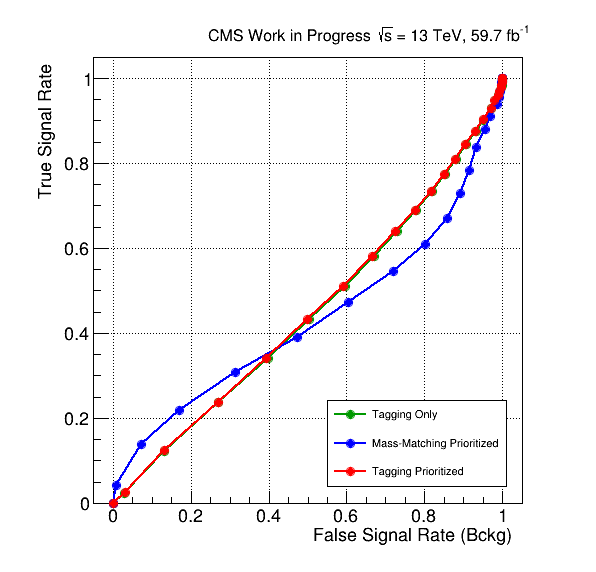 CMS Work in Progress √s = 13 TeV, 59.7 fb⁻¹
True Signal Rate
1
0.8
0.6
0.4
0.2
0
Tagging Only
Mass-Matching Prioritized
Tagging Prioritized
0 0.2 0.4 0.6 0.8 1
False Signal Rate (Bckg)